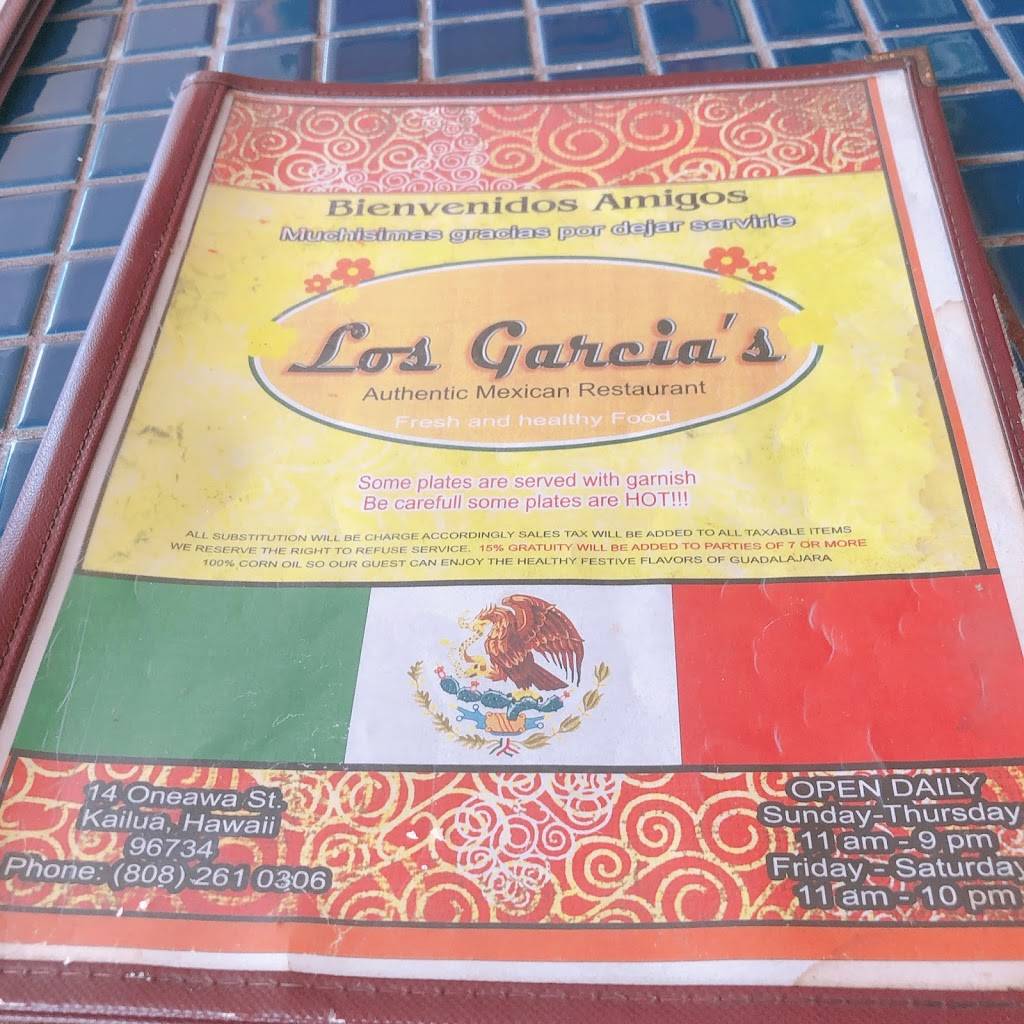 Bienvenidos Amigos
Muchisimas gracias por dejar servirle
Los Garcia's
Authentic Mexican Restaurant
Fresh and healthy Food
Some plates are served with garnish
Be carefull some plates are HOT!!!
ALL SUBSTITUTION WILL BE CHARGE ACCORDINGLY SALES TAX WILL BE ADDED TO ALL TAXABLE ITEMS
WE RESERVE THE RIGHT TO REFUSE SERVICE. 15% GRATUITY WILL BE ADDED TO PARTIES OF 7 OR MORE
100% CORN OIL SO OUR GUEST CAN ENJOY THE HEALTHY FESTIVE FLAVORS OF GUADALAJARA
14 Oneawa St.
Kailua, Hawaii
96734
Phone: (808) 261 0306
OPEN DAILY
Sunday-Thursday
11 am - 9 pm
Friday - Saturday
11 am - 10 pm